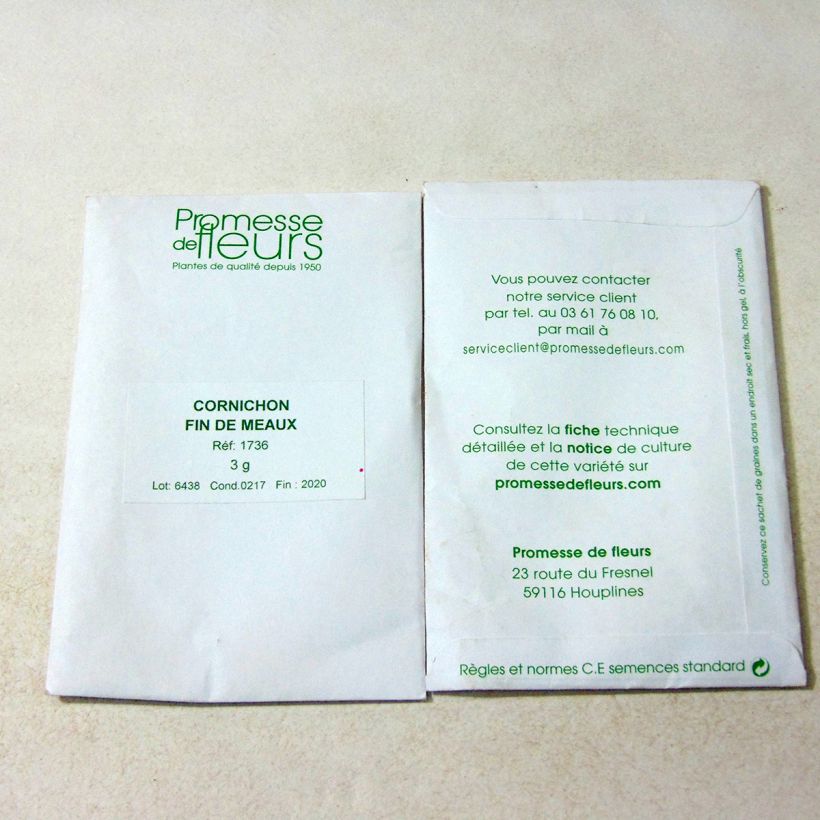 Promesse
de fleurs
Plantes de qualité depuis 1950
CORNICHON
FIN DE MEAUX
Réf: 1736
3 g
Lot: 6438 Cond.0217 Fin : 2020
Vous pouvez contacter
notre service client
par tel. au 03 61 76 08 10,
par mail à
serviceclient@promessedefleurs.com
Consultez la fiche technique
détaillée et la notice de culture
de cette variété sur
promessedefleurs.com
Promesse de fleurs
23 route du Fresnel
59116 Houplines
Règles et normes C.E semences standard
Conservez ce sachet de graines dans un endroit sec et frais, hors gel, à l'obscurité